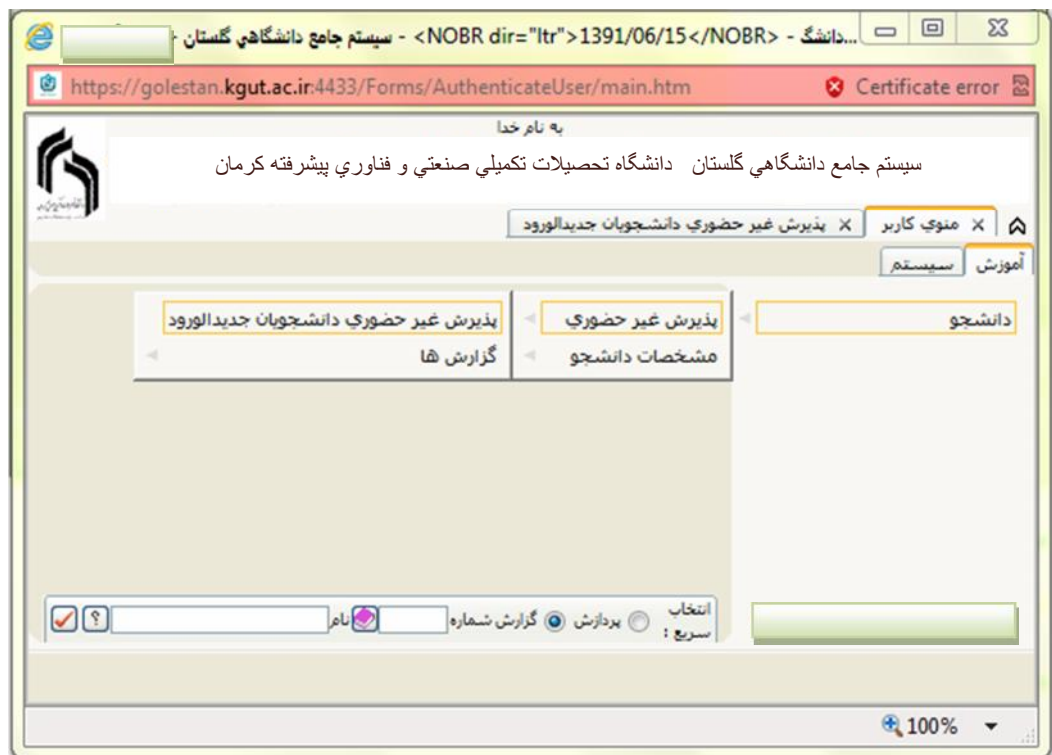 دانشگ... - <NOBR dir="ltr">1391/06/15</NOBR> - سیستم جامع دانشگاهي گلستان
https://golestan.kgut.ac.ir:4433/Forms/AuthenticateUser/main.htm Certificate error
به نام خدا
سيستم جامع دانشگاهي گلستان دانشگاه تحصيلات تكميلي صنعتي و فناوري پيشرفته كرمان
منوي کاربر X پذيرش غير حضوري دانشجويان جديدالورود X
آموزش سيستم
دانشجو پذيرش غير حضوري پذيرش غير حضوري دانشجويان جديدالورود
مشخصات دانشجو گزارش ها
انتخاب سريع : پردازش گزارش شماره نام ?
100%